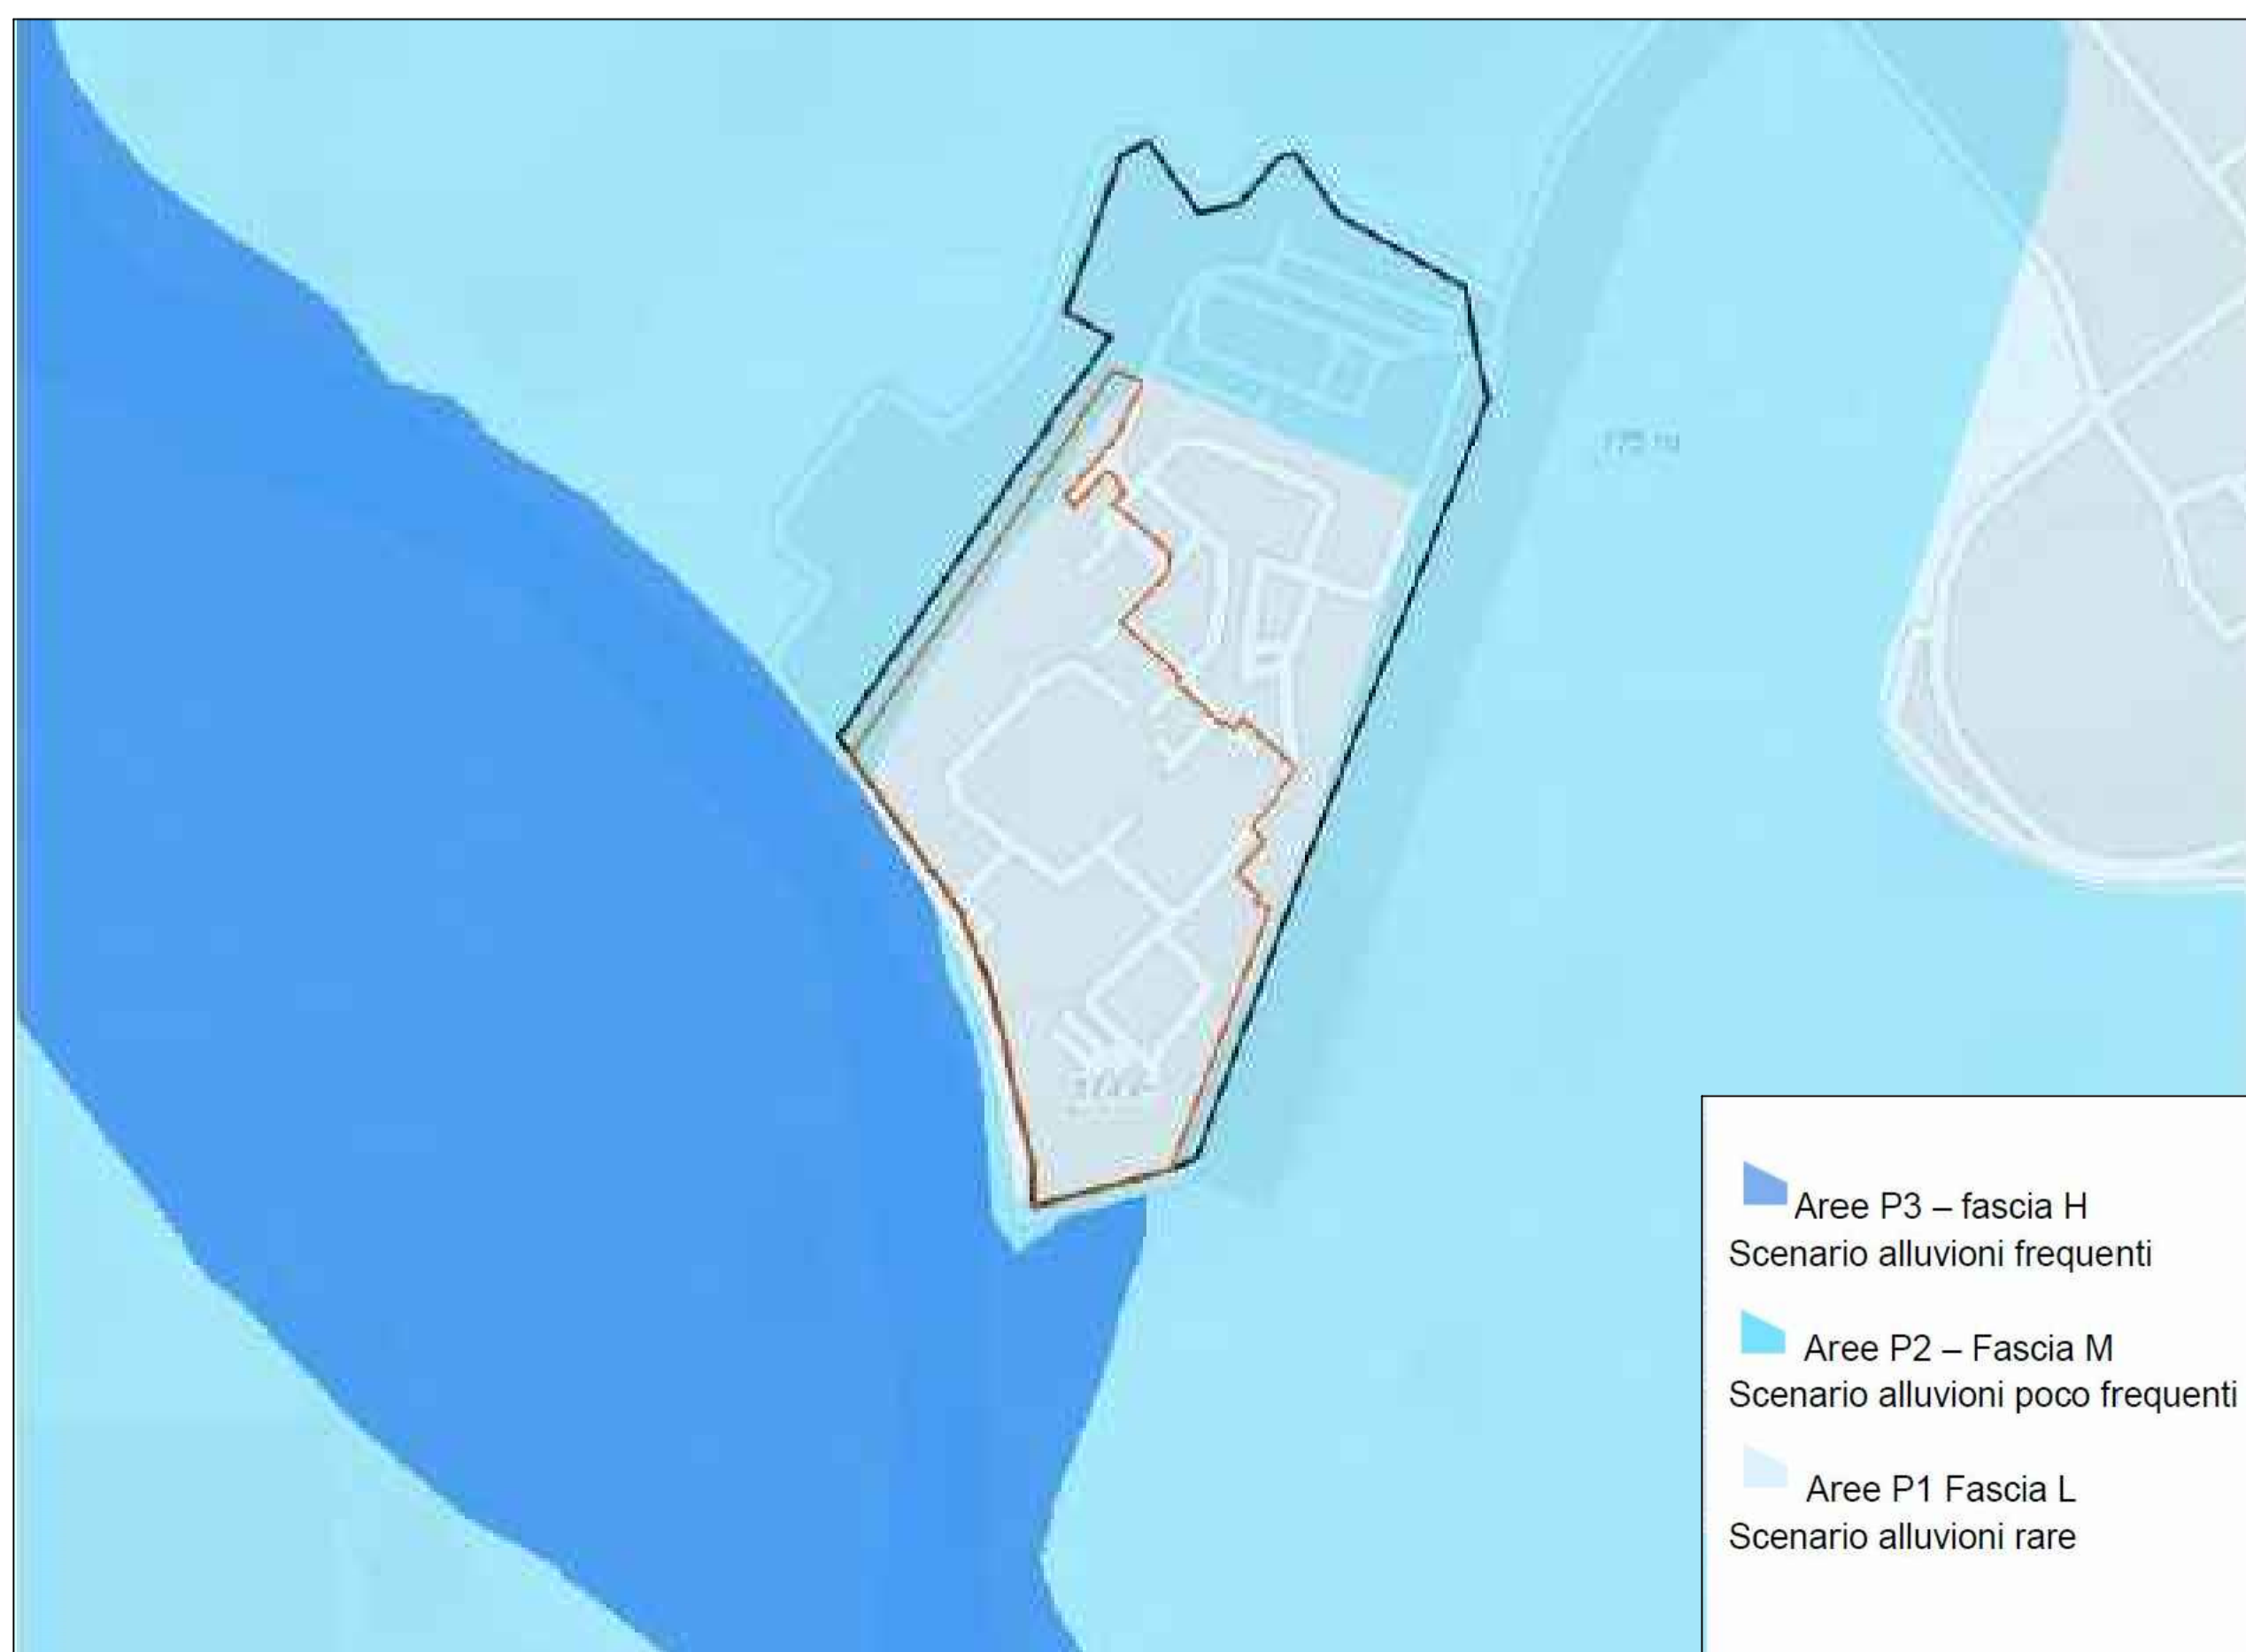 Aree P3 – fascia H
Scenario alluvioni frequenti
Aree P2 – Fascia M
Scenario alluvioni poco frequenti
Aree P1 Fascia L
Scenario alluvioni rare